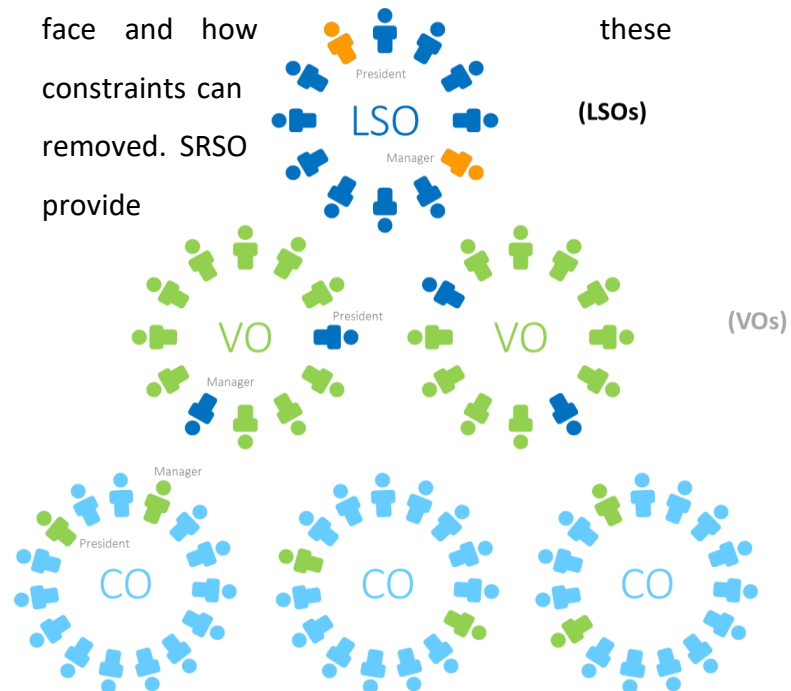 face and how these
President
constraints can
LSO (LSOs)
removed. SRSO
Manager
provide
President
VO VO (VOs)
Manager
Manager
President
CO CO CO